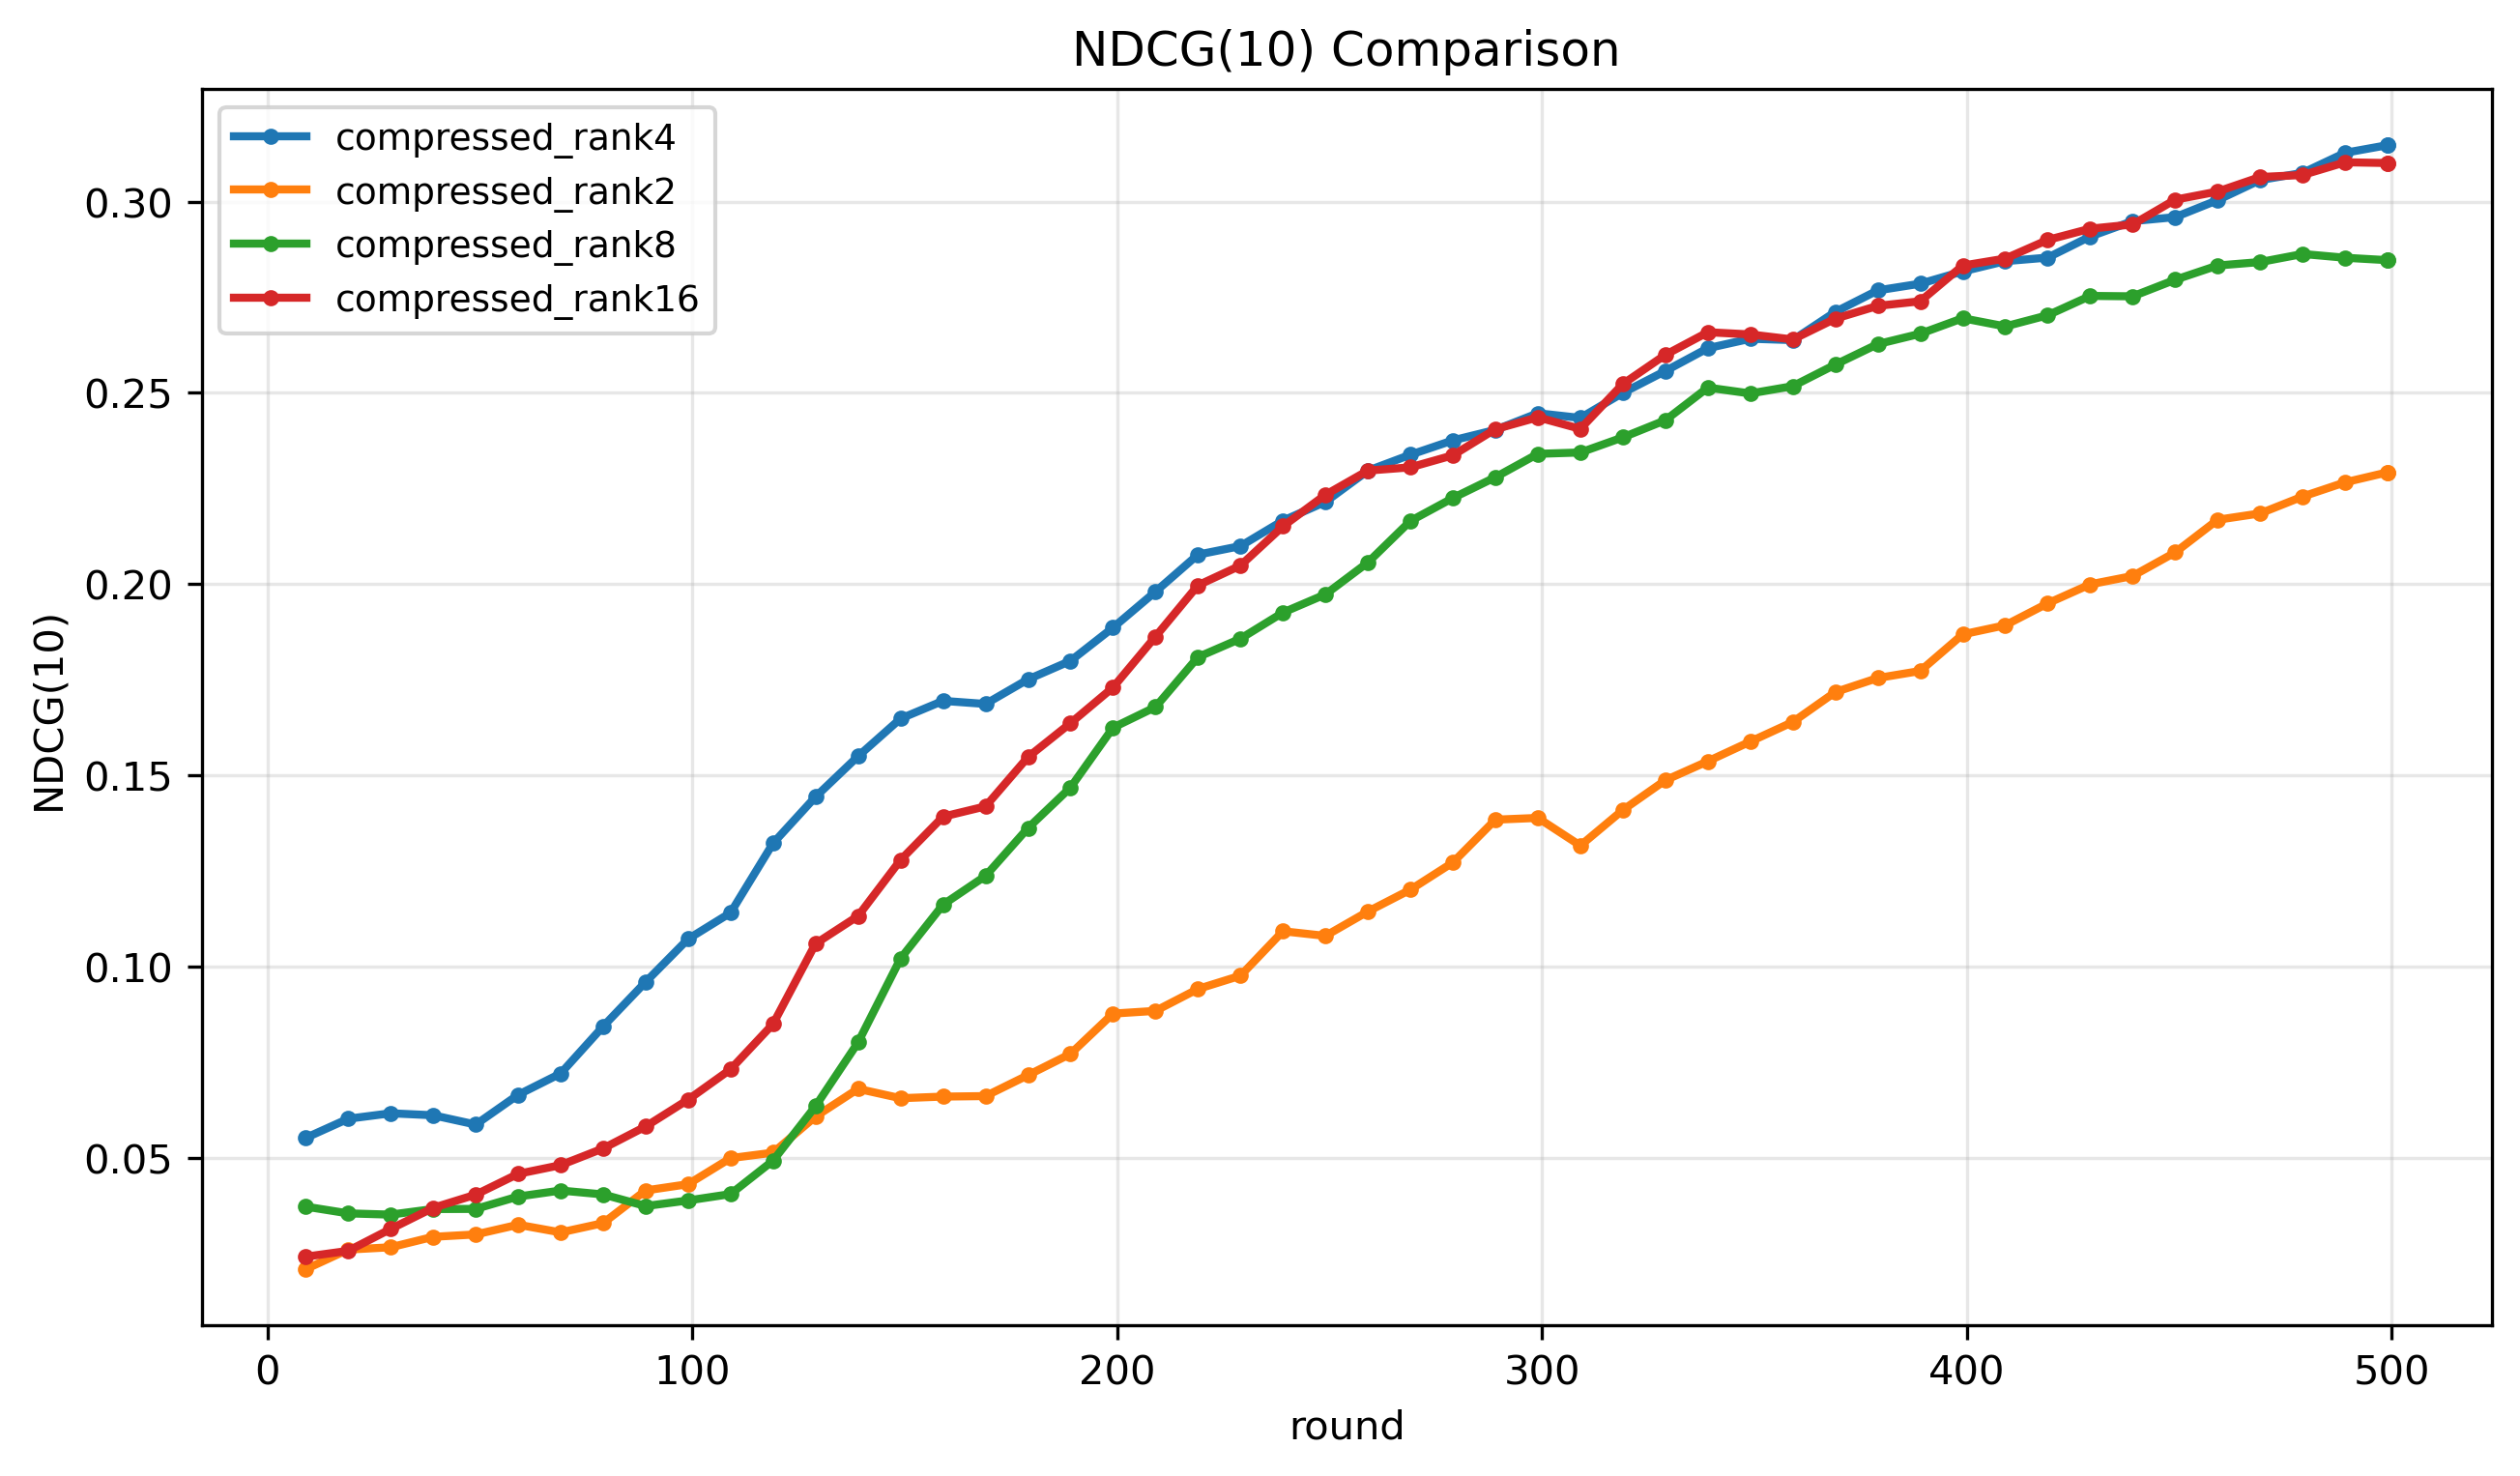 NDCG(10) Comparison
compressed_rank4
compressed_rank2
compressed_rank8
compressed_rank16
NDCG(10)
0.30
0.25
0.20
0.15
0.10
0.05
0 100 200 300 400 500
round